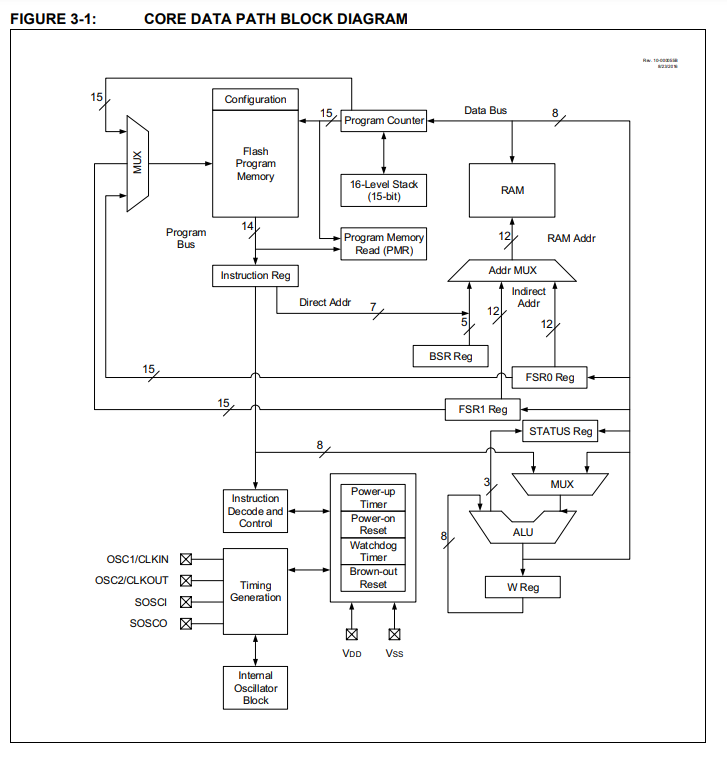 FIGURE 3-1: CORE DATA PATH BLOCK DIAGRAM
Rev. 10-000055B
8/23/2016
15
Configuration
15
Program Counter
Data Bus
8
MUX
Flash
Program
Memory
16-Level Stack
(15-bit)
RAM
Program
Bus
14
Program Memory
Read (PMR)
12
RAM Addr
Instruction Reg
Addr MUX
Direct Addr
7
Indirect
Addr
5
12
12
BSR Reg
15
FSR0 Reg
15
FSR1 Reg
STATUS Reg
8
3
MUX
Instruction
Decode and
Control
Power-up
Timer
Power-on
Reset
Watchdog
Timer
Brown-out
Reset
8
ALU
OSC1/CLKIN
OSC2/CLKOUT
SOSCI
SOSCO
Timing
Generation
W Reg
VDD
VSS
Internal
Oscillator
Block